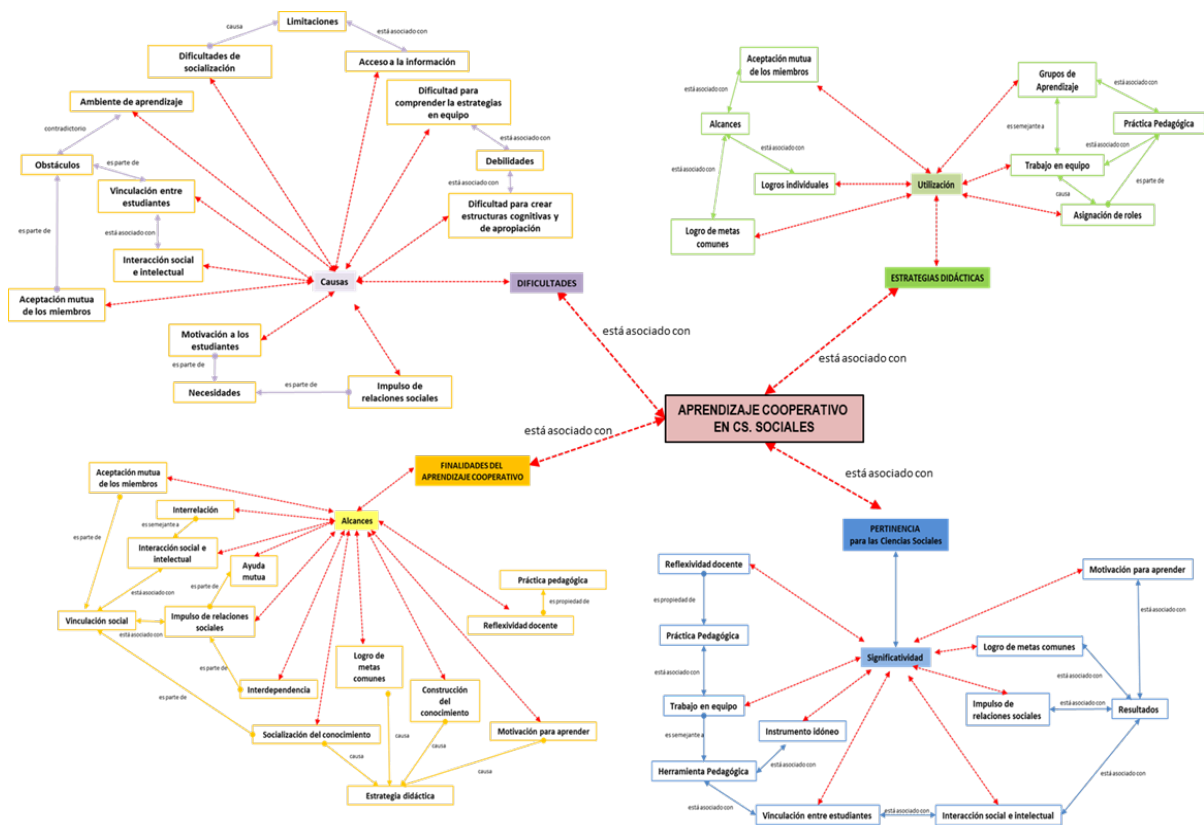 Limitaciones
causa
está asociado con
Dificultades de
socialización
Acceso a la información
Ambiente de aprendizaje
Dificultad para
comprender la estrategias
en equipo
contradictorio
está asociado con
Obstáculos
es parte de
Debilidades
Vinculación entre
estudiantes
está asociado con
está asociado con
Dificultad para crear
estructuras cognitivas y
de apropiación
es parte de
Interacción social
e intelectual
Causas
DIFICULTADES
Aceptación mutua
de los miembros
Motivación a los
estudiantes
es parte de
Necesidades
es parte de
Impulso de
relaciones sociales
Aceptación mutua
de los miembros
Grupos de
Aprendizaje
está asociado con
está asociado con
Alcances
es semejante a
Práctica Pedagógica
está asociado con
está asociado con
Trabajo en equipo
está asociado con
Logros individuales
Utilización
causa
es parte de
Asignación de roles
Logro de metas
comunes
ESTRATEGIAS DIDÁCTICAS
está asociado con
está asociado con
APRENDIZAJE COOPERATIVO
EN CS. SOCIALES
está asociado con
está asociado con
FINALIDADES DEL
APRENDIZAJE COOPERATIVO
Aceptación mutua
de los miembros
Interrelación
Alcances
es semejante a
es parte de
Interacción social e
intelectual
Ayuda
mutua
está asociado con
es parte de
Práctica pedagógica
es propiedad de
Vinculación social
está asociado con
Impulso de relaciones
sociales
Reflexividad docente
es parte de
Logro de
metas
comunes
Interdependencia
Construcción
del
conocimiento
es parte de
Socialización del conocimiento
Motivación para aprender
causa
causa
causa
causa
Estrategia didáctica
PERTINENCIA
para las Ciencias Sociales
Reflexividad docente
Motivación para aprender
es propiedad de
está asociado con
Práctica Pedagógica
Logro de metas comunes
Significatividad
está asociado con
está asociado con
Trabajo en equipo
Impulso de
relaciones sociales
está asociado con
Resultados
Instrumento idóneo
es semejante a
está asociado con
está asociado con
Herramienta Pedagógica
está asociado con
Vinculación entre estudiantes
está asociado con
Interacción social e intelectual